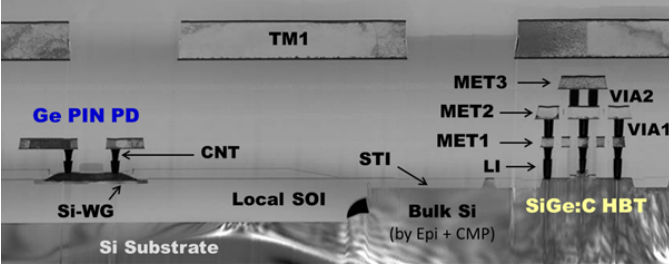 TM1
MET3
VIA2
Ge PIN PD
MET2
VIA1
MET1
CNT
STI
LI
Si-WG
Local SOI
Bulk Si
(by Epi + CMP)
SiGe:C HBT
Si Substrate